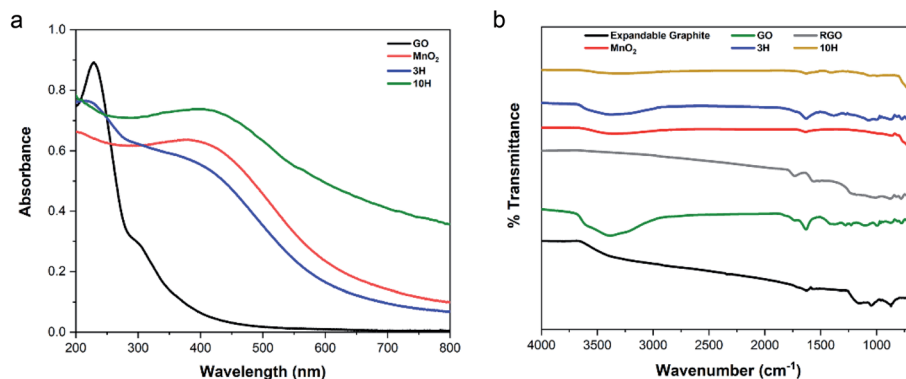 a
1.0
0.8
0.6
0.4
0.2
0.0
Absorbance
200 300 400 500 600 700 800
Wavelength (nm)
GO
MnO₂
3H
10H
b
Expandable Graphite GO RGO
MnO₂ 3H 10H
% Transmittance
4000 3500 3000 2500 2000 1500 1000
Wavenumber (cm⁻¹)